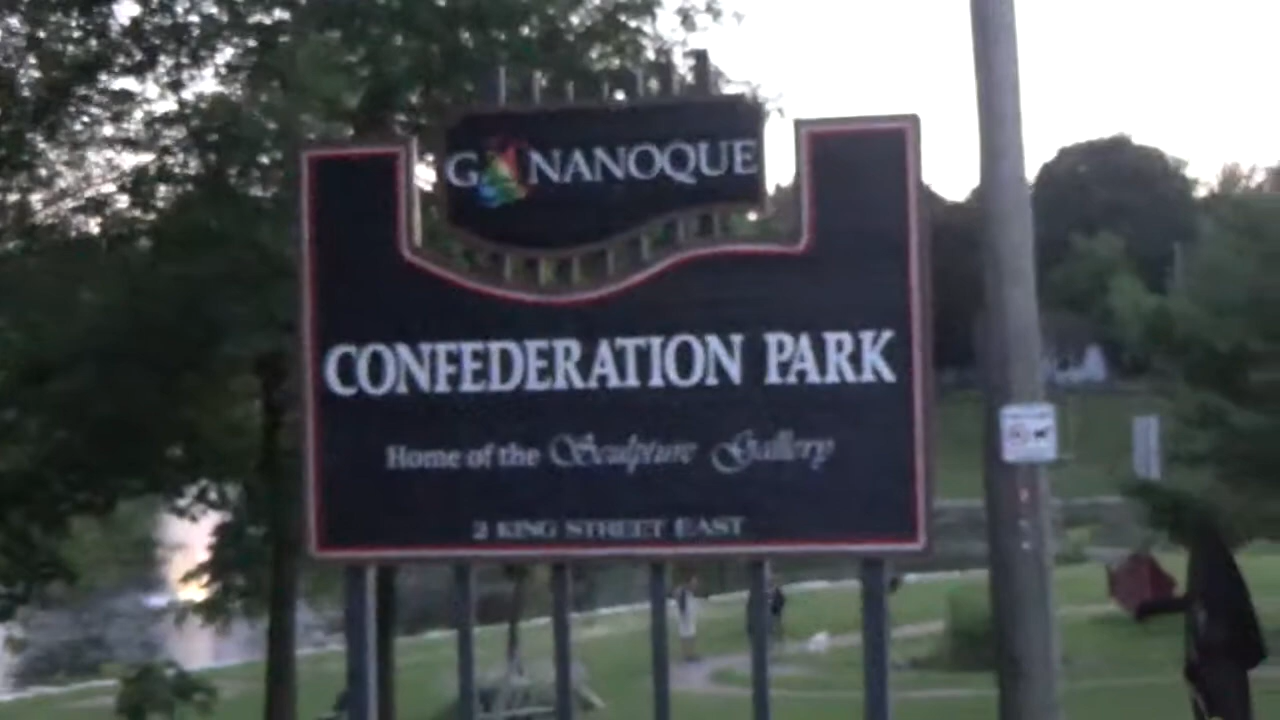 GANANOQUE
CONFEDERATION PARK
Home of the Sculpture Gallery
2 KING STREET EAST